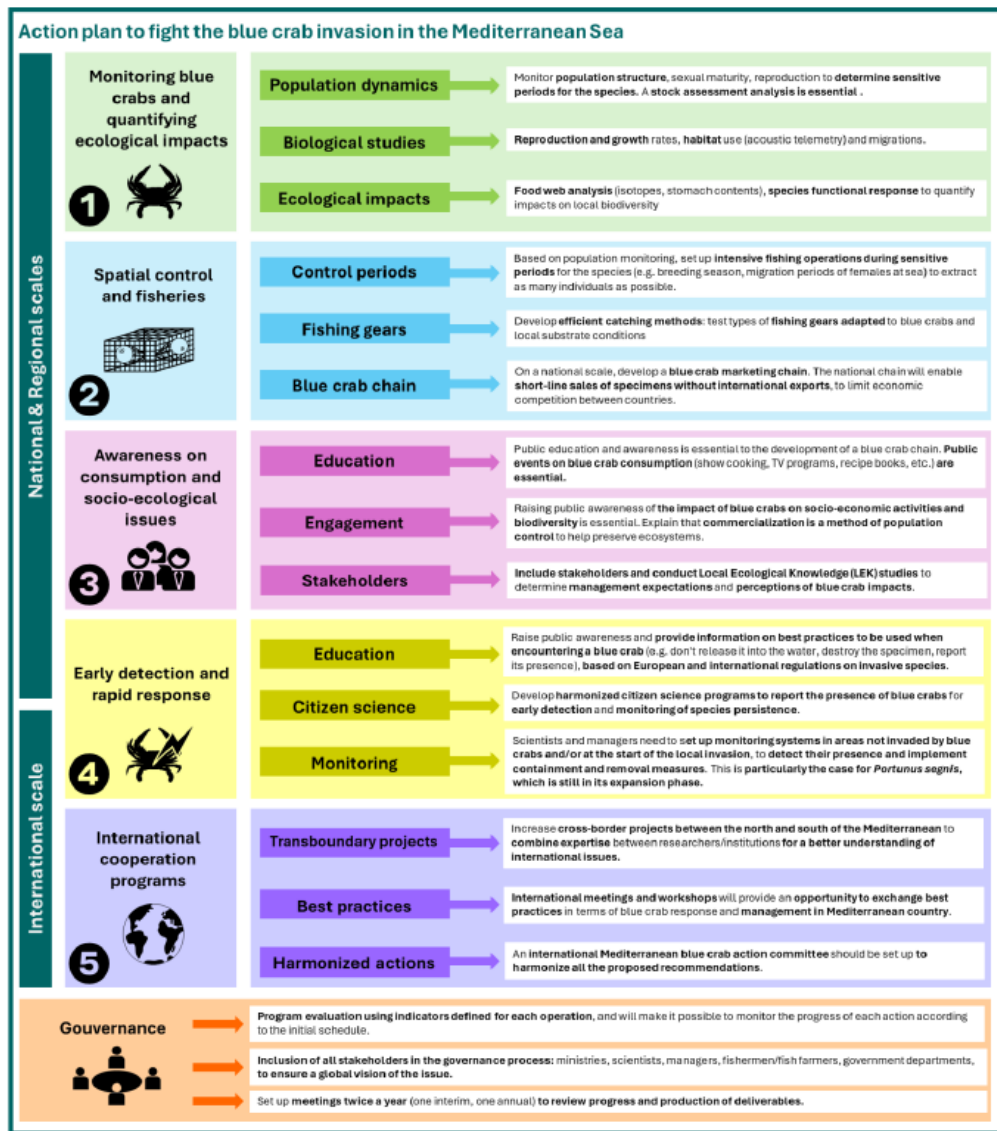 Action plan to fight the blue crab invasion in the Mediterranean Sea
National & Regional scales
Monitoring blue
crabs and
quantifying
ecological impacts
1
Population dynamics
Monitor population structure, sexual maturity, reproduction to determine sensitive
periods for the species. A stock assessment analysis is essential .
Biological studies
Reproduction and growth rates, habitat use (acoustic telemetry) and migrations.
Ecological impacts
Food web analysis (isotopes, stomach contents), species functional response to quantify
impacts on local biodiversity
Spatial control
and fisheries
2
Control periods
Based on population monitoring, set up intensive fishing operations during sensitive
periods for the species (e.g. breeding season, migration periods of females at sea) to extract
as many individuals as possible.
Fishing gears
Develop efficient catching methods: test types of fishing gears adapted to blue crabs and
local substrate conditions
Blue crab chain
On a national scale, develop a blue crab marketing chain. The national chain will enable
short-line sales of specimens without international exports, to limit economic
competition between countries.
Awareness on
consumption and
socio-ecological
issues
3
Education
Public education and awareness is essential to the development of a blue crab chain. Public
events on blue crab consumption (show cooking, TV programs, recipe books, etc.) are
essential.
Engagement
Raising public awareness of the impact of blue crabs on socio-economic activities and
biodiversity is essential. Explain that commercialization is a method of population
control to help preserve ecosystems.
Stakeholders
Include stakeholders and conduct Local Ecological Knowledge (LEK) studies to
determine management expectations and perceptions of blue crab impacts.
International scale
Early detection and
rapid response
4
Education
Raise public awareness and provide information on best practices to be used when
encountering a blue crab (e.g. don't release it into the water, destroy the specimen, report
its presence), based on European and international regulations on invasive species.
Citizen science
Develop harmonized citizen science programs to report the presence of blue crabs for
early detection and monitoring of species persistence.
Monitoring
Scientists and managers need to set up monitoring systems in areas not invaded by blue
crabs and/or at the start of the local invasion, to detect their presence and implement
containment and removal measures. This is particularly the case for Portunus segnis,
which is still in its expansion phase.
International
cooperation
programs
5
Transboundary projects
Increase cross-border projects between the north and south of the Mediterranean to
combine expertise between researchers/institutions for a better understanding of
international issues.
Best practices
International meetings and workshops will provide an opportunity to exchange best
practices in terms of blue crab response and management in Mediterranean country.
Harmonized actions
An international Mediterranean blue crab action committee should be set up to
harmonize all the proposed recommendations.
Gouvernance
Program evaluation using indicators defined for each operation, and will make it possible to monitor the progress of each action according
to the initial schedule.
Inclusion of all stakeholders in the governance process: ministries, scientists, managers, fishermen/fish farmers, government departments,
to ensure a global vision of the issue.
Set up meetings twice a year (one interim, one annual) to review progress and production of deliverables.